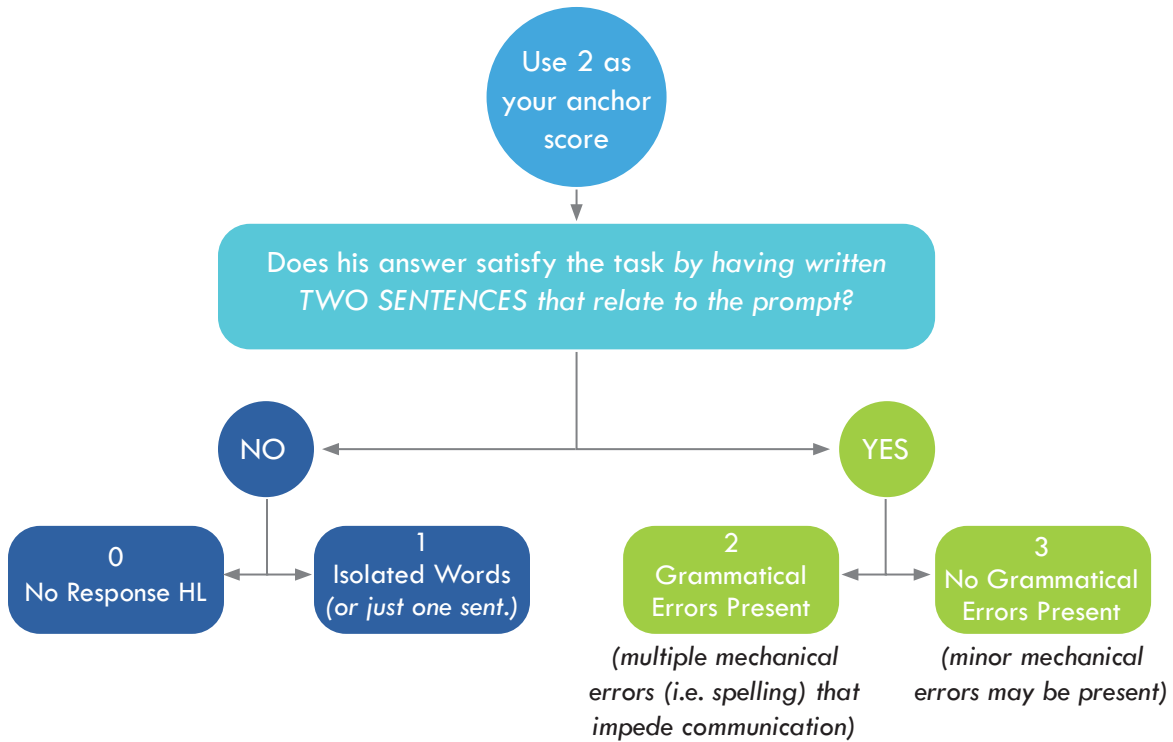 Use 2 as
your anchor
score
Does his answer satisfy the task by having written
TWO SENTENCES that relate to the prompt?
NO
YES
0
No Response HL
1
Isolated Words
(or just one sent.)
2
Grammatical
Errors Present
3
No Grammatical
Errors Present
(multiple mechanical
errors (i.e. spelling) that
impede communication)
(minor mechanical
errors may be present)